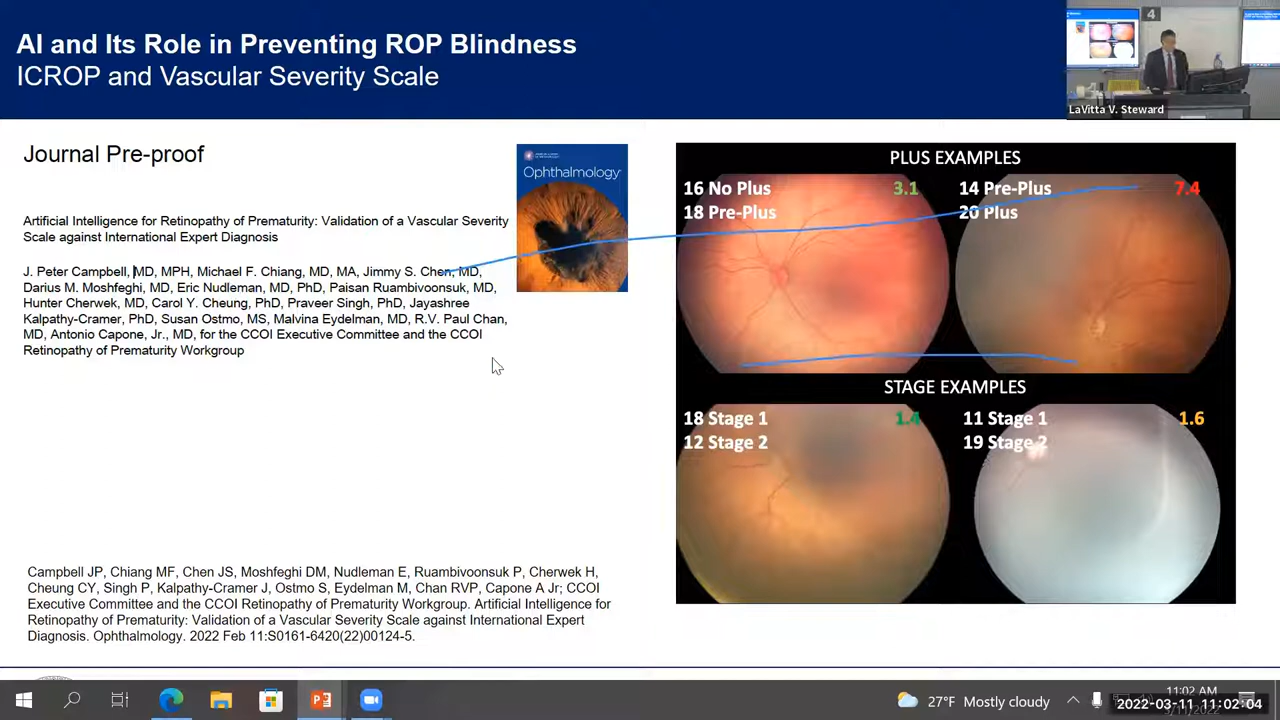 AI and Its Role in Preventing ROP Blindness
ICROP and Vascular Severity Scale
4
LaVitta V. Steward
Journal Pre-proof
Ophthalmology
Artificial Intelligence for Retinopathy of Prematurity: Validation of a Vascular Severity
Scale against International Expert Diagnosis
J. Peter Campbell, MD, MPH, Michael F. Chiang, MD, MA, Jimmy S. Chen, MD,
Darius M. Moshfeghi, MD, Eric Nudleman, MD, PhD, Paisan Ruambivoonsuk, MD,
Hunter Cherwek, MD, Carol Y. Cheung, PhD, Praveer Singh, PhD, Jayashree
Kalpathy-Cramer, PhD, Susan Ostmo, MS, Malvina Eydelman, MD, R.V. Paul Chan,
MD, Antonio Capone, Jr., MD, for the CCOI Executive Committee and the CCOI
Retinopathy of Prematurity Workgroup
PLUS EXAMPLES
16 No Plus 3.1
18 Pre-Plus
14 Pre-Plus 7.4
20 Plus
STAGE EXAMPLES
18 Stage 1 1.4
12 Stage 2
11 Stage 1 1.6
19 Stage 2
Campbell JP, Chiang MF, Chen JS, Moshfeghi DM, Nudleman E, Ruambivoonsuk P, Cherwek H,
Cheung CY, Singh P, Kalpathy-Cramer J, Ostmo S, Eydelman M, Chan RVP, Capone A Jr; CCOI
Executive Committee and the CCOI Retinopathy of Prematurity Workgroup. Artificial Intelligence for
Retinopathy of Prematurity: Validation of a Vascular Severity Scale against International Expert
Diagnosis. Ophthalmology. 2022 Feb 11:S0161-6420(22)00124-5.
27°F Mostly cloudy
11:02 AM
2022-03-11 11:02:04